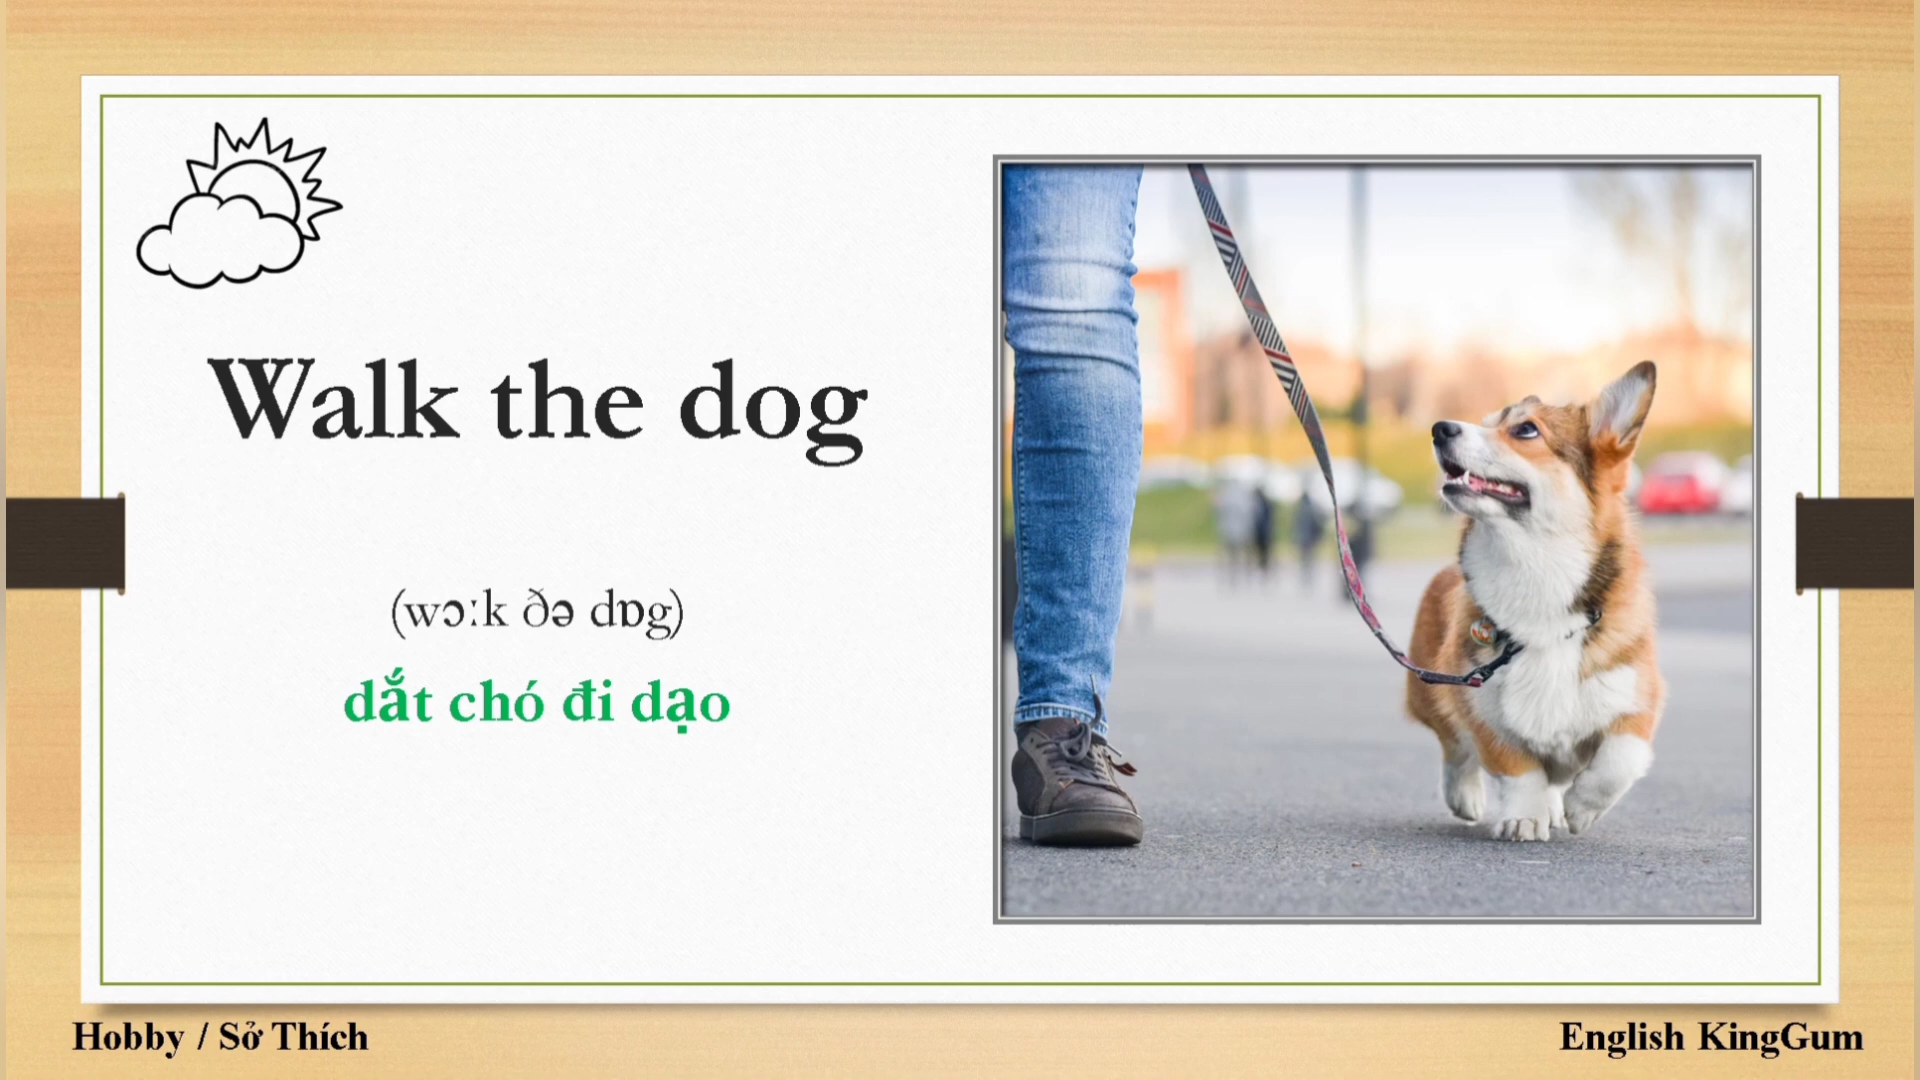 Walk the dog
(wɔːk ðə dɒg)
dắt chó đi dạo
Hobby / Sở Thích
English KingGum